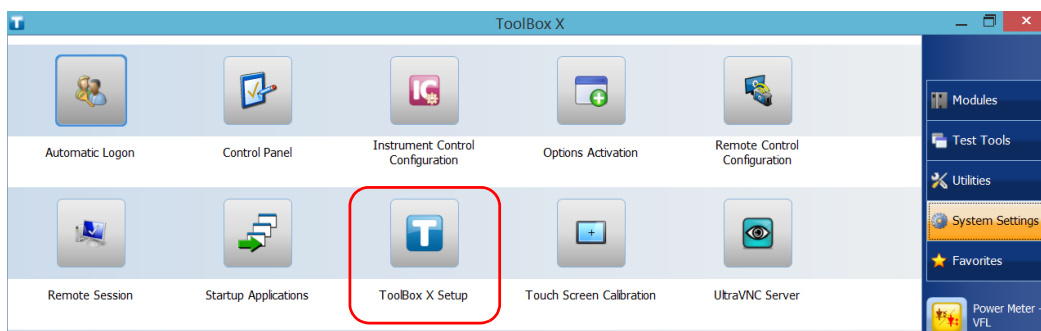 ToolBox X
Automatic Logon
Control Panel
Instrument Control
Configuration
Options Activation
Remote Control
Configuration
Remote Session
Startup Applications
ToolBox X Setup
Touch Screen Calibration
UltraVNC Server
Modules
Test Tools
Utilities
System Settings
Favorites
Power Meter -
VFL